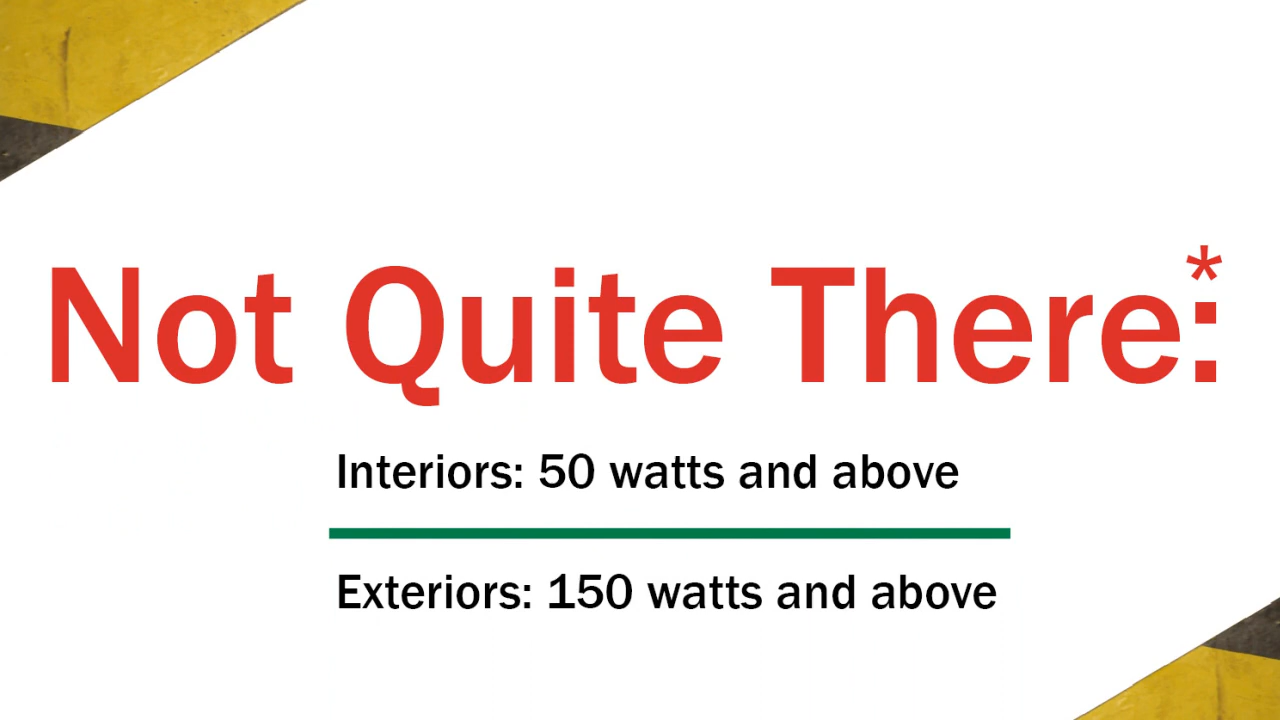 Not Quite There:*
Interiors: 50 watts and above
Exteriors: 150 watts and above